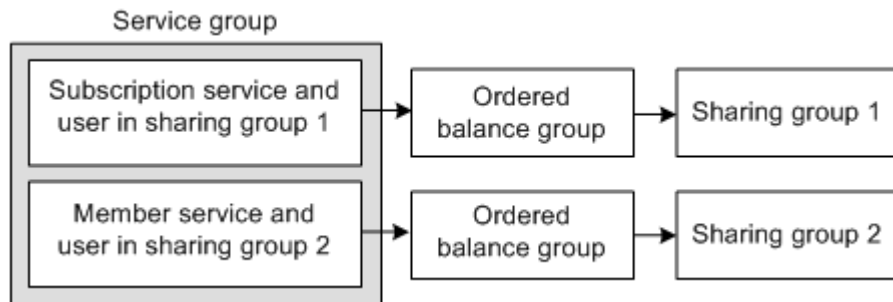 Service group
Subscription service and
user in sharing group 1
Ordered
balance group
Sharing group 1
Member service and
user in sharing group 2
Ordered
balance group
Sharing group 2